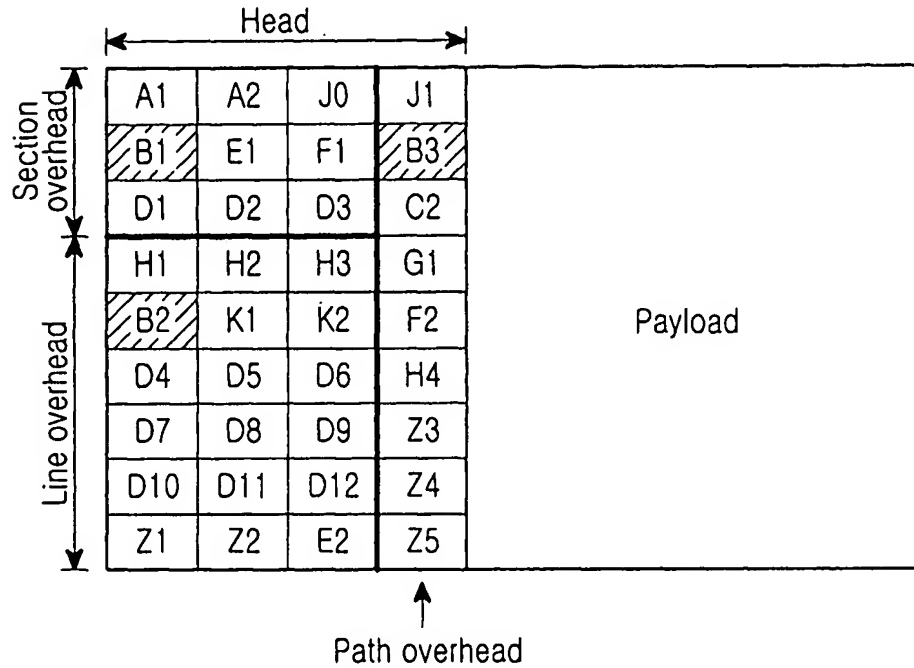 Head
Section overhead
A1 A2 J0 J1
B1 E1 F1 B3
D1 D2 D3 C2
Line overhead
H1 H2 H3 G1
B2 K1 K2 F2
Payload
D4 D5 D6 H4
D7 D8 D9 Z3
D10 D11 D12 Z4
Z1 Z2 E2 Z5
Path overhead